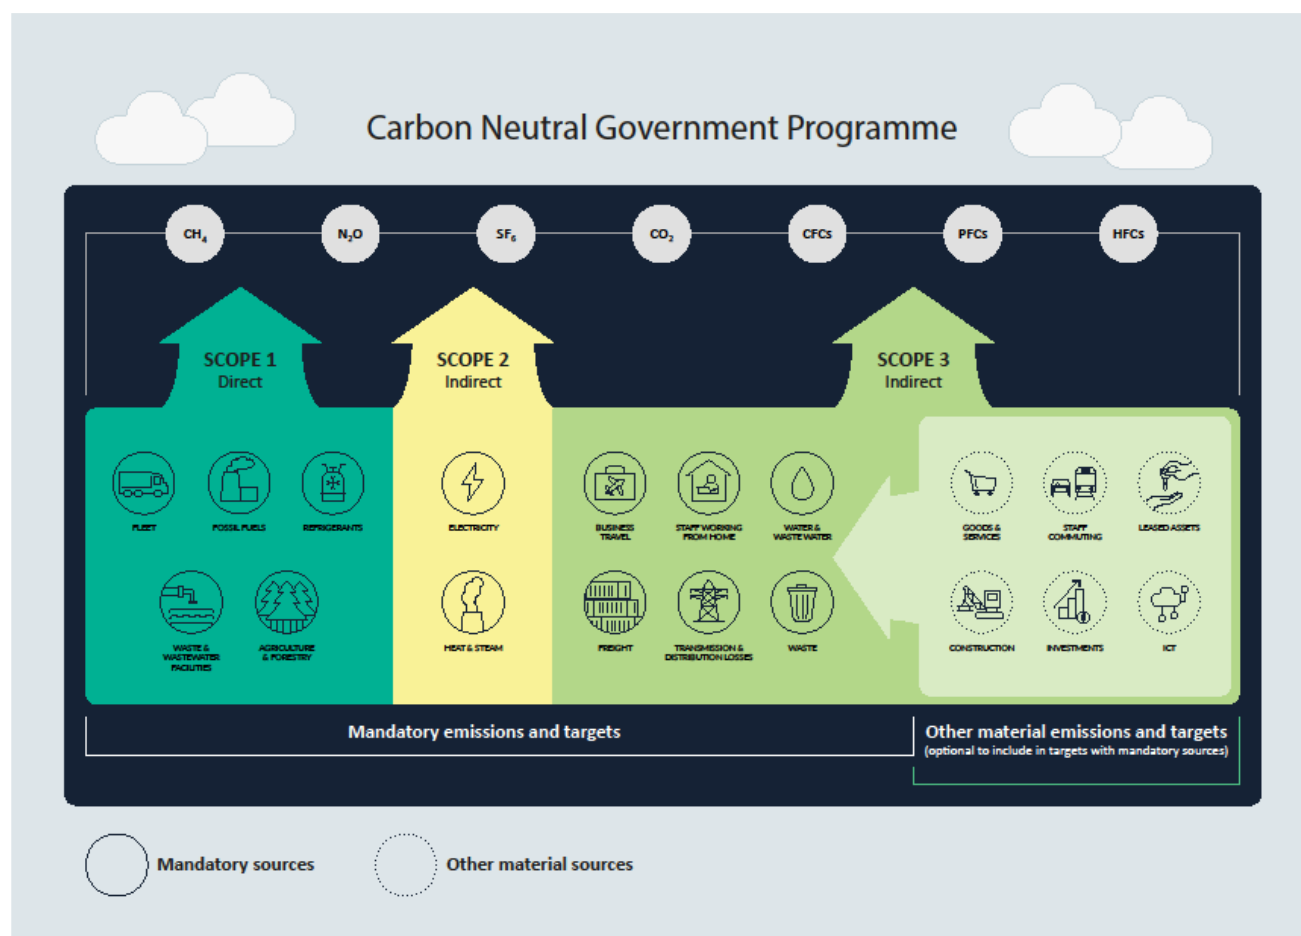 Carbon Neutral Government Programme
CH₄ N₂O SF₆ CO₂ CFCs PFCs HFCs
SCOPE 1
Direct
SCOPE 2
Indirect
SCOPE 3
Indirect
FLEET
FOSSIL FUELS
REFRIGERANTS
WASTE &
WASTEWATER
FACILITIES
AGRICULTURE
& FORESTRY
ELECTRICITY
HEAT & STEAM
BUSINESS
TRAVEL
STAFF WORKING
FROM HOME
WATER &
WASTE WATER
FREIGHT
TRANSMISSION &
DISTRIBUTION LOSSES
WASTE
GOODS &
SERVICES
STAFF
COMMUTING
LEASED ASSETS
CONSTRUCTION
INVESTMENTS
ICT
Mandatory emissions and targets
Other material emissions and targets
(optional to include in targets with mandatory sources)
Mandatory sources
Other material sources